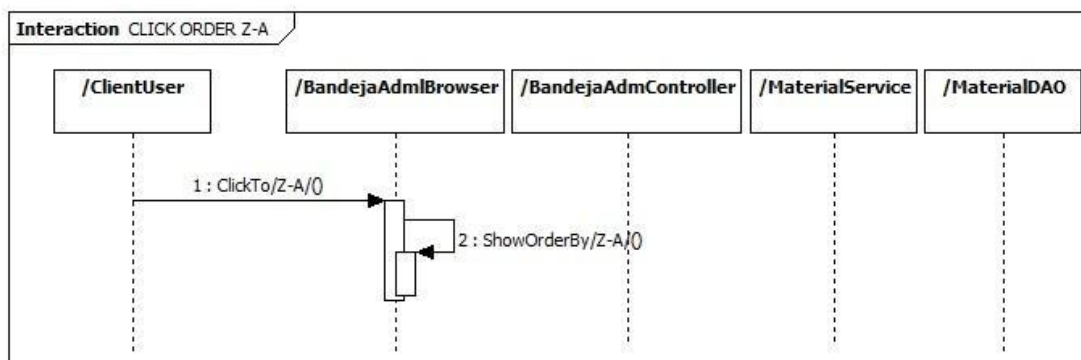 Interaction CLICK ORDER Z-A
/ClientUser
/BandejaAdmlBrowser
/BandejaAdmController
/MaterialService
/MaterialDAO
1 : ClickTo/Z-A/()
2 : ShowOrderBy/Z-A/()